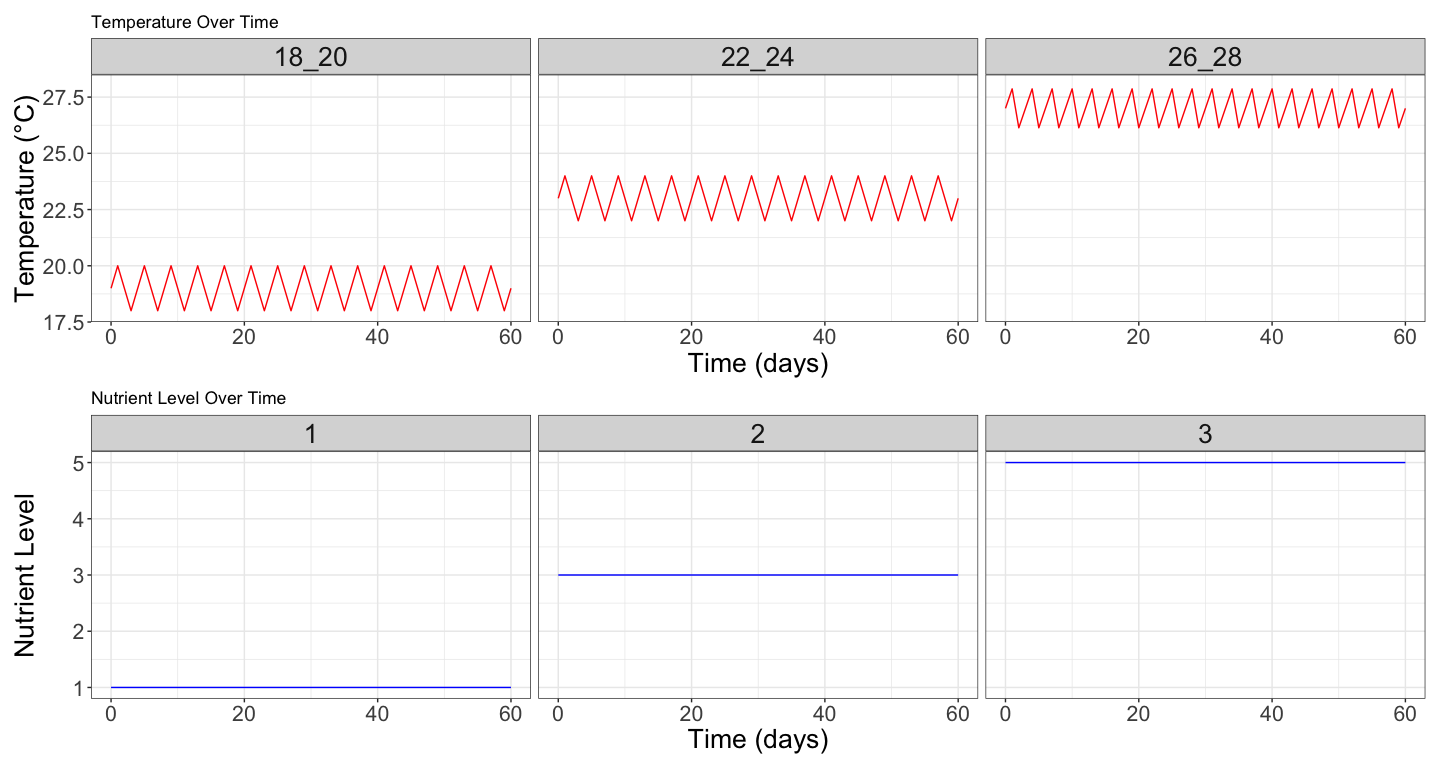 Temperature Over Time
18_20 22_24 26_28
Temperature (°C)
27.5
25.0
22.5
20.0
17.5
0 20 40 60 0 20 40 60 0 20 40 60
Time (days)
Nutrient Level Over Time
1 2 3
Nutrient Level
5
4
3
2
1
0 20 40 60 0 20 40 60 0 20 40 60
Time (days)